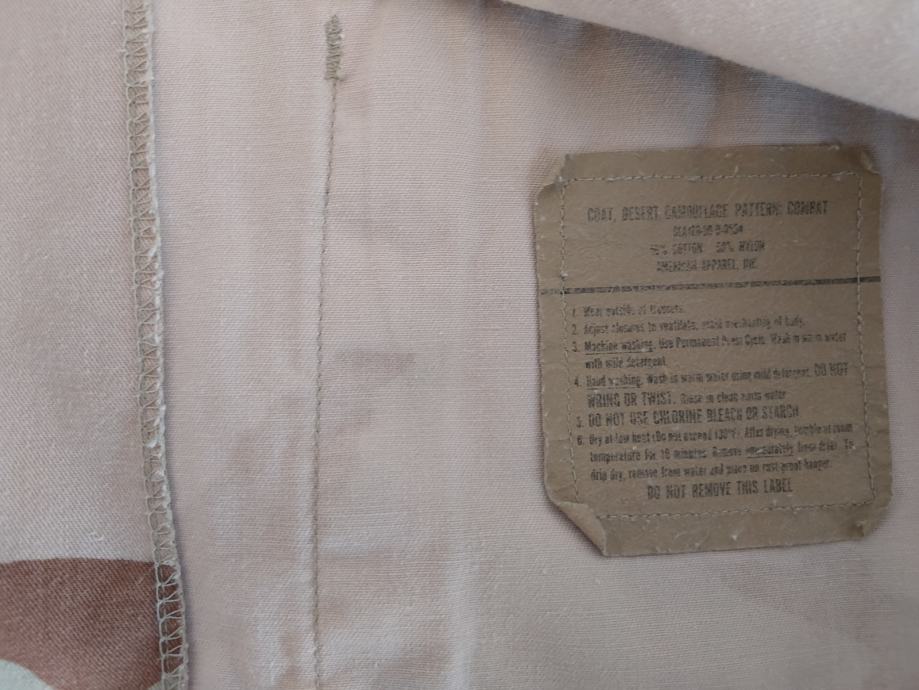 COAT, DESERT CAMOUFLAGE PATTERN: COMBAT
50% COTTON 50% NYLON
AMERICAN APPAREL, INC.
1. Wear outside of trousers.
2. Adjust closures to ventilate, avoid overheating of body.
3. Machine washing. Use Permanent Press Cycle. Wash in warm water
with mild detergent.
4. Hand washing. Wash in warm water using mild detergent. DO NOT
WRING OR TWIST. Rinse in clean warm water
5. DO NOT USE CHLORINE BLEACH OR STARCH
6. Dry at low heat (Do not exceed 130°F). After drying, tumble at room
temperature for 10 minutes. Remove immediately from drier. To
drip dry, remove from water and place on rust proof hanger.
DO NOT REMOVE THIS LABEL